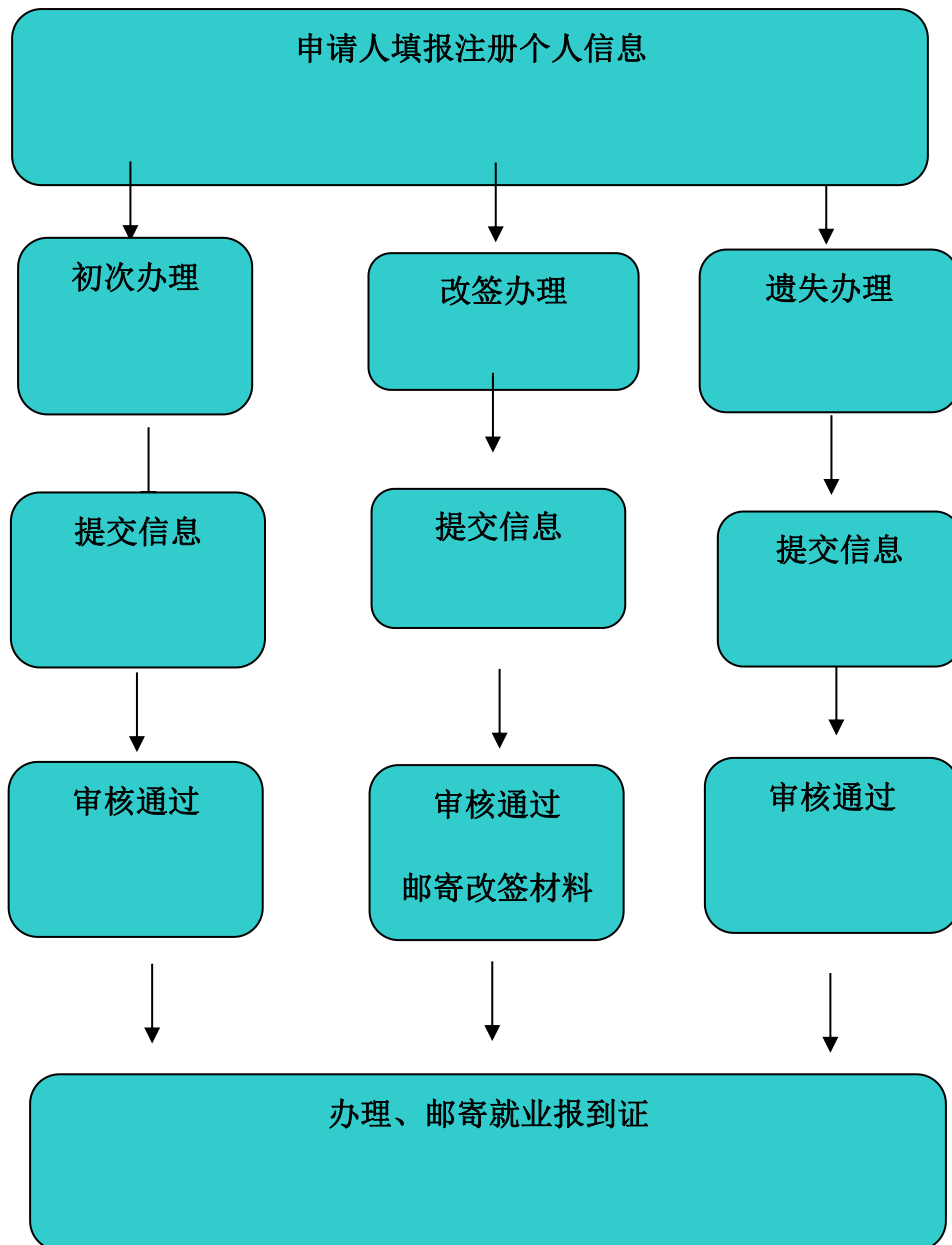 申请人填报注册个人信息
初次办理
改签办理
遗失办理
提交信息
提交信息
提交信息
审核通过
审核通过
邮寄改签材料
审核通过
办理、邮寄就业报到证